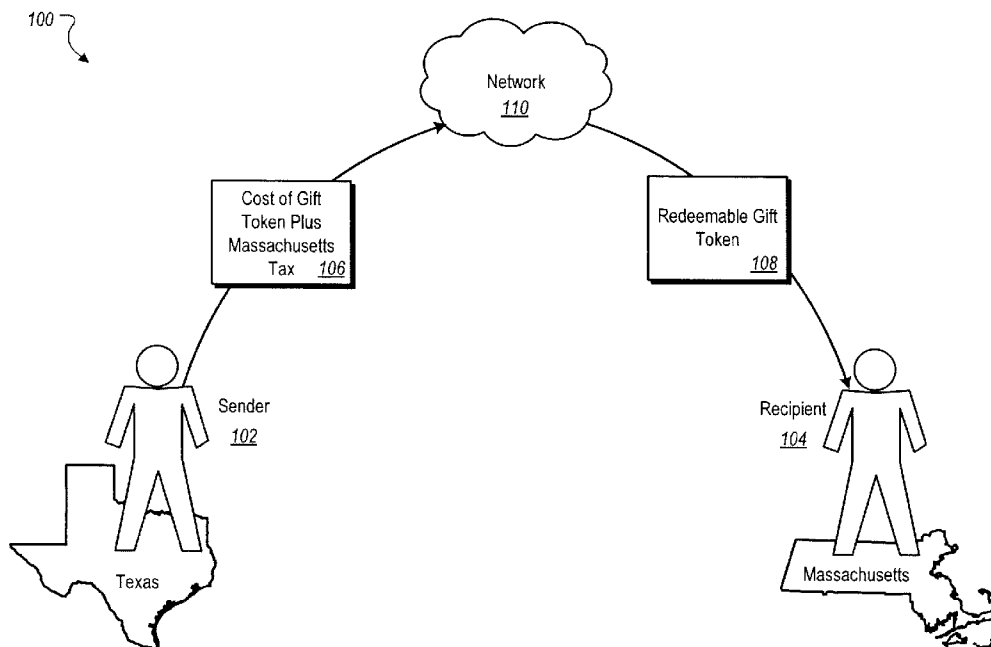 100
Network
110
Cost of Gift
Token Plus
Massachusetts
Tax 106
Redeemable Gift
Token
108
Sender
102
Recipient
104
Texas
Massachusetts